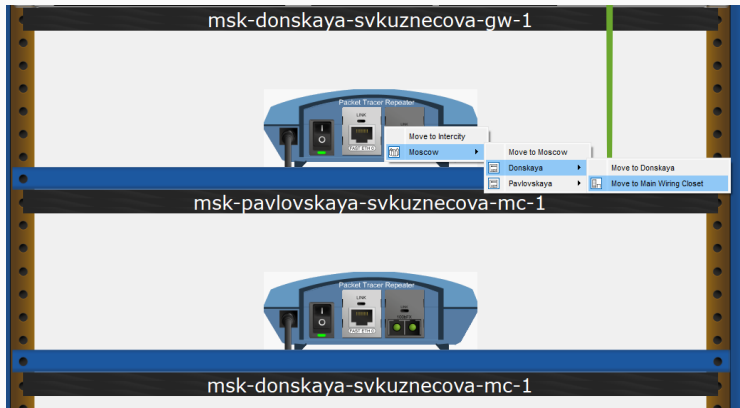 msk-donskaya-svkuznecova-gw-1
Packet Tracer Repeater
LINK
FAST ETH 0
Move to Intercity
Moscow
Move to Moscow
Donskaya
Move to Donskaya
Pavlovskaya
Move to Main Wiring Closet
msk-pavlovskaya-svkuznecova-mc-1
Packet Tracer Repeater
LINK
FAST ETH 0
msk-donskaya-svkuznecova-mc-1